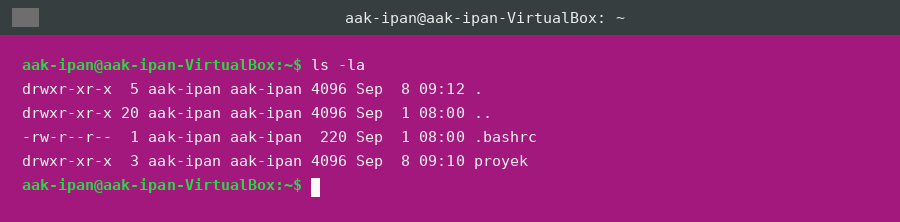 aak-ipan@aak-ipan-VirtualBox: ~
aak-ipan@aak-ipan-VirtualBox:~$ ls -la
drwxr-xr-x  5 aak-ipan aak-ipan 4096 Sep  8 09:12 .
drwxr-xr-x 20 aak-ipan aak-ipan 4096 Sep  1 08:00 ..
-rw-r--r--  1 aak-ipan aak-ipan  220 Sep  1 08:00 .bashrc
drwxr-xr-x  3 aak-ipan aak-ipan 4096 Sep  8 09:10 proyek
aak-ipan@aak-ipan-VirtualBox:~$